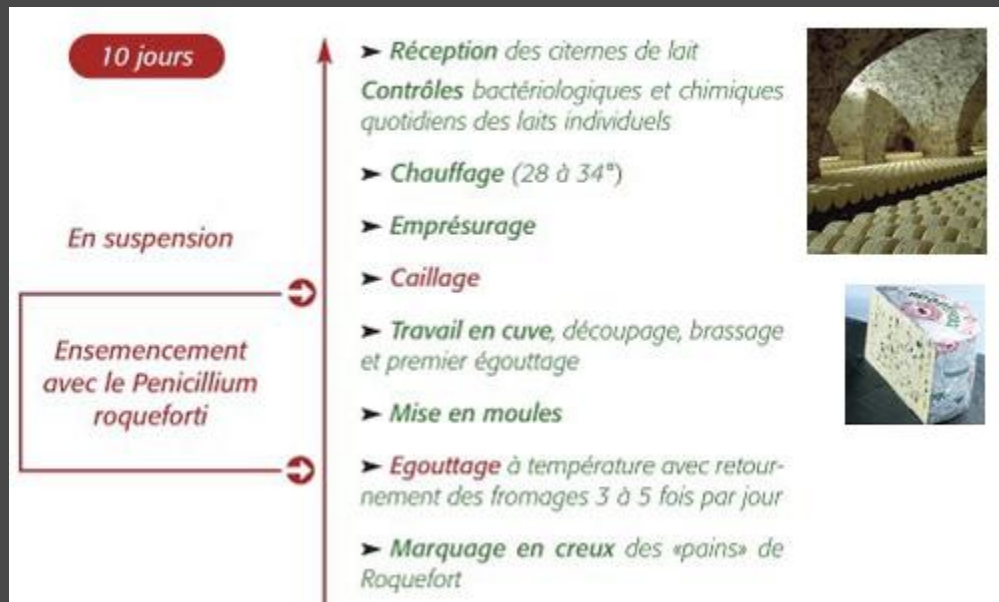 10 jours
➤ Réception des citernes de lait
Contrôles bactériologiques et chimiques
quotidiens des laits individuels
➤ Chauffage (28 à 34°)
➤ Emprésurage
En suspension
➤ Caillage
Ensemencement
avec le Penicillium
roqueforti
➤ Travail en cuve, découpage, brassage
et premier égouttage
➤ Mise en moules
➤ Egouttage à température avec retour-
nement des fromages 3 à 5 fois par jour
➤ Marquage en creux des «pains» de
Roquefort